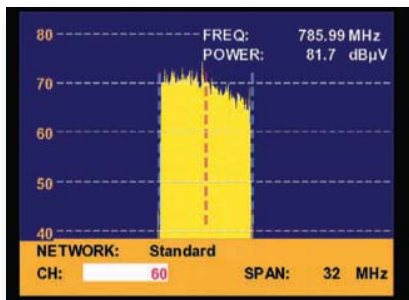 80 FREQ: 785.99 MHz
POWER: 81.7 dBµV
70
60
50
40
NETWORK: Standard
CH: 60 SPAN: 32 MHz